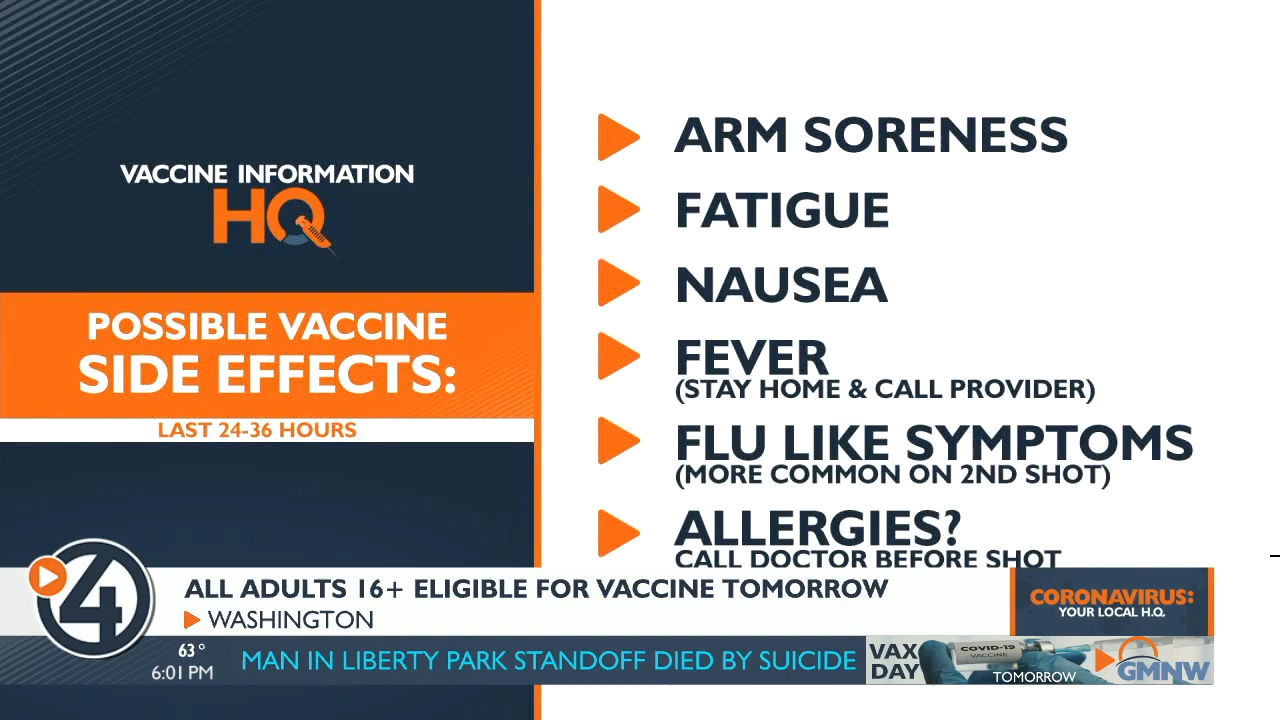 VACCINE INFORMATION
HQ
POSSIBLE VACCINE
SIDE EFFECTS:
LAST 24-36 HOURS
ARM SORENESS
FATIGUE
NAUSEA
FEVER
(STAY HOME & CALL PROVIDER)
FLU LIKE SYMPTOMS
(MORE COMMON ON 2ND SHOT)
ALLERGIES?
CALL DOCTOR BEFORE SHOT
4
ALL ADULTS 16+ ELIGIBLE FOR VACCINE TOMORROW
WASHINGTON
CORONAVIRUS:
YOUR LOCAL H.Q.
63°
6:01 PM
MAN IN LIBERTY PARK STANDOFF DIED BY SUICIDE
VAX
DAY
COVID-19
VACCINE
TOMORROW
GMNW